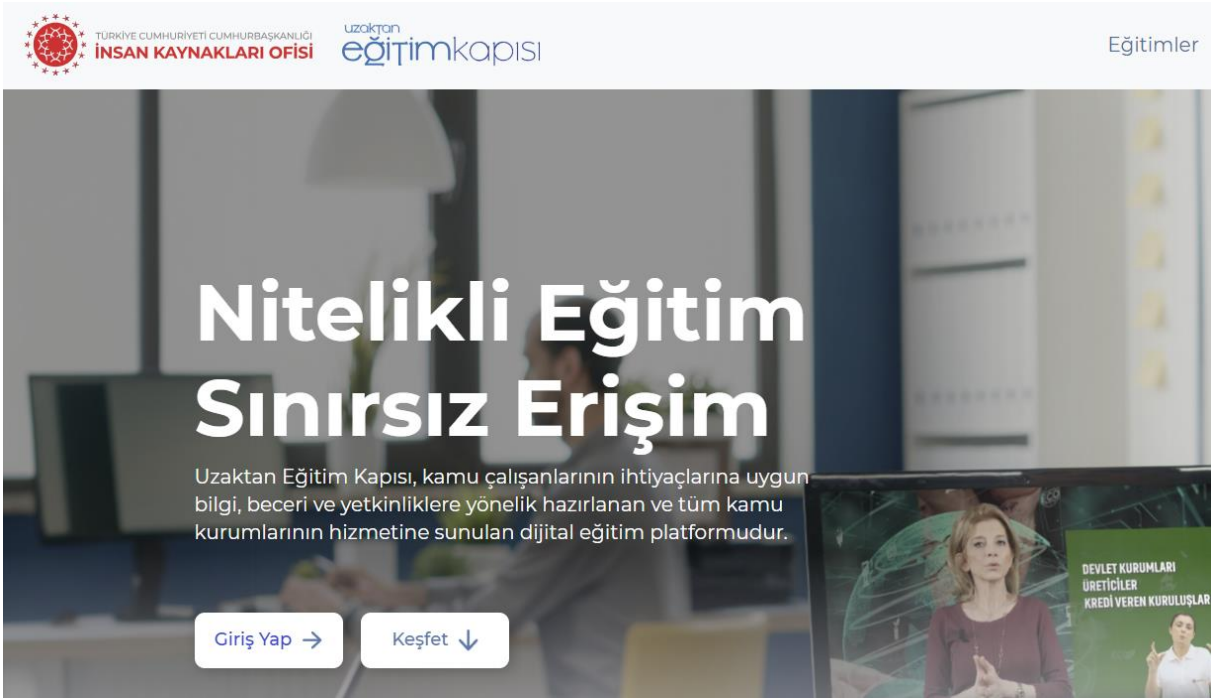 TÜRKİYE CUMHURİYETİ CUMHURBAŞKANLIĞI
İNSAN KAYNAKLARI OFİSİ
uzaktan
eğitimkapısı
Eğitimler
Nitelikli Eğitim
Sınırsız Erişim
Uzaktan Eğitim Kapısı, kamu çalışanlarının ihtiyaçlarına uygun
bilgi, beceri ve yetkinliklere yönelik hazırlanan ve tüm kamu
kurumlarının hizmetine sunulan dijital eğitim platformudur.
DEVLET KURUMLARI
ÜRETİCİLER
KREDİ VEREN KURULUŞLAR
Giriş Yap →
Keşfet ↓